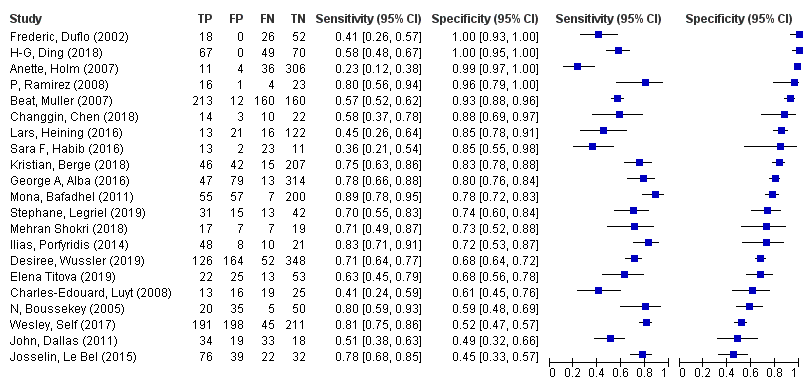 Study TP FP FN TN Sensitivity (95% CI) Specificity (95% CI) Sensitivity (95% CI) Specificity (95% CI)
Frederic, Duflo (2002) 18 0 26 52 0.41 [0.26, 0.57] 1.00 [0.93, 1.00]
H-G, Ding (2018) 67 0 49 70 0.58 [0.48, 0.67] 1.00 [0.95, 1.00]
Anette, Holm (2007) 11 4 36 306 0.23 [0.12, 0.38] 0.99 [0.97, 1.00]
P, Ramirez (2008) 16 1 4 23 0.80 [0.56, 0.94] 0.96 [0.79, 1.00]
Beat, Muller (2007) 213 12 160 160 0.57 [0.52, 0.62] 0.93 [0.88, 0.96]
Changgin, Chen (2018) 14 3 10 22 0.58 [0.37, 0.78] 0.88 [0.69, 0.97]
Lars, Heining (2016) 13 21 16 122 0.45 [0.26, 0.64] 0.85 [0.78, 0.91]
Sara F, Habib (2016) 13 2 23 11 0.36 [0.21, 0.54] 0.85 [0.55, 0.98]
Kristian, Berge (2018) 46 42 15 207 0.75 [0.63, 0.86] 0.83 [0.78, 0.88]
George A, Alba (2016) 47 79 13 314 0.78 [0.66, 0.88] 0.80 [0.76, 0.84]
Mona, Bafadhel (2011) 55 57 7 200 0.89 [0.78, 0.95] 0.78 [0.72, 0.83]
Stephane, Legriel (2019) 31 15 13 42 0.70 [0.55, 0.83] 0.74 [0.60, 0.84]
Mehran Shokri (2018) 17 7 7 19 0.71 [0.49, 0.87] 0.73 [0.52, 0.88]
Ilias, Porfyridis (2014) 48 8 10 21 0.83 [0.71, 0.91] 0.72 [0.53, 0.87]
Desiree, Wussler (2019) 126 164 52 348 0.71 [0.64, 0.77] 0.68 [0.64, 0.72]
Elena Titova (2019) 22 25 13 53 0.63 [0.45, 0.79] 0.68 [0.56, 0.78]
Charles-Edouard, Luyt (2008) 13 16 19 25 0.41 [0.24, 0.59] 0.61 [0.45, 0.76]
N, Boussekey (2005) 20 35 5 50 0.80 [0.59, 0.93] 0.59 [0.48, 0.69]
Wesley, Self (2017) 191 198 45 211 0.81 [0.75, 0.86] 0.52 [0.47, 0.57]
John, Dallas (2011) 34 19 33 18 0.51 [0.38, 0.63] 0.49 [0.32, 0.66]
Josselin, Le Bel (2015) 76 39 22 32 0.78 [0.68, 0.85] 0.45 [0.33, 0.57]
0 0.2 0.4 0.6 0.8 1 0 0.2 0.4 0.6 0.8 1